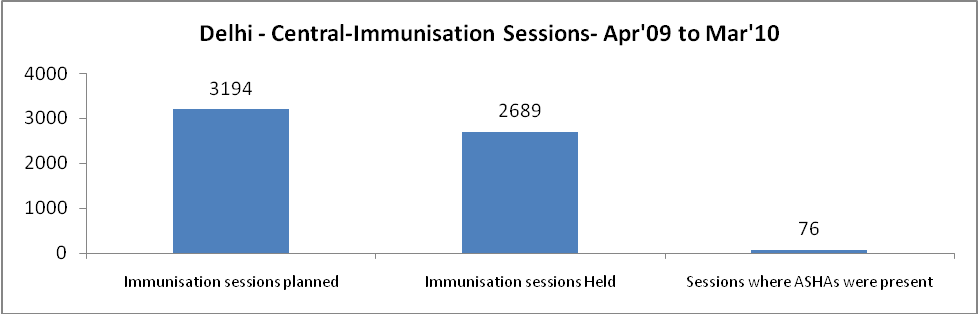 Delhi - Central-Immunisation Sessions- Apr'09 to Mar'10
4000
3000
2000
1000
0
3194
2689
76
Immunisation sessions planned
Immunisation sessions Held
Sessions where ASHAs were present